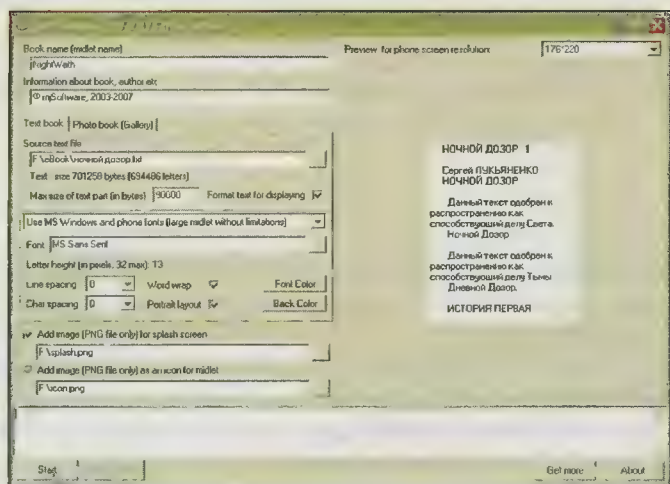 Book name (midlet name)
jNightWath
Information about book, author etc
© mjSoftware, 2003-2007
Text book
Photo book (Gallery)
Source text file
F:\eBook\ночной дозор.txt
Text size 701258 bytes (694486 letters)
Max size of text part (in bytes) 90000 Format text for displaying
Use MS Windows and phone fonts (large midlet without limitations)
Font MS Sans Serif
Letter height (in pixels, 32 max): 13
Line spacing 0 Word wrap Font Color
Char spacing 0 Portrait layout Back Color
Add image (PNG file only) for splash screen
F:\splash.png
Add image (PNG file only) as an icon for midlet
F:\icon.png
Start
Preview for phone screen resolution: 176*220
НОЧНОЙ ДОЗОР 1
Сергей ЛУКЬЯНЕНКО
НОЧНОЙ ДОЗОР
Данный текст одобрен к
распространению как
способствующий делу Света.
Ночной Дозор.
Данный текст одобрен к
распространению как
способствующий делу Тьмы.
Дневной Дозор.
ИСТОРИЯ ПЕРВАЯ
Get more
About